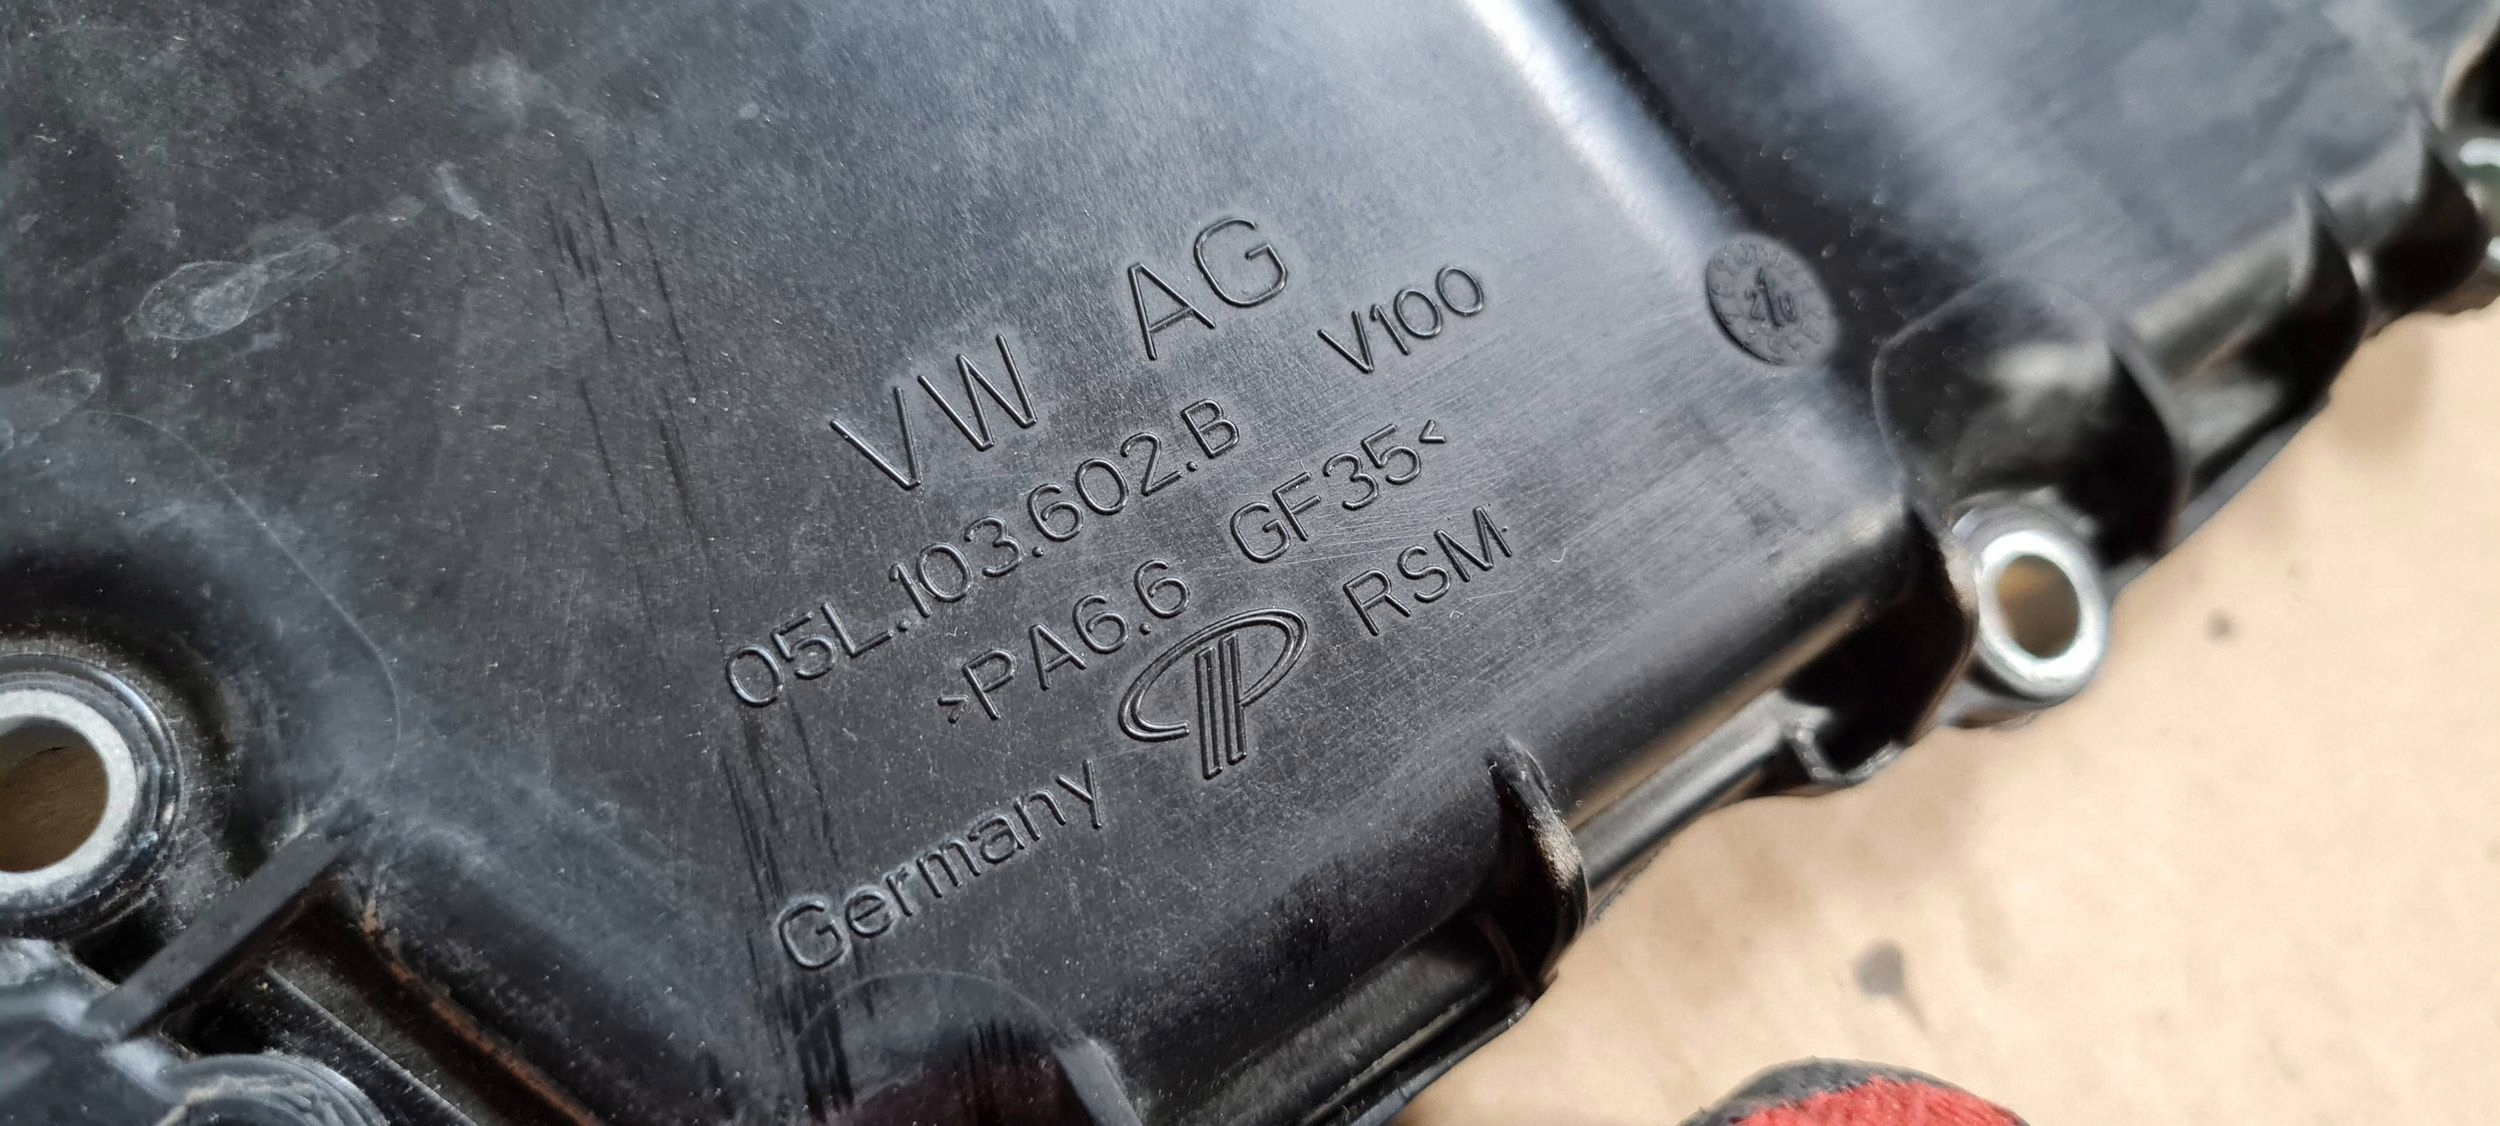 VW AG
05L.103.602.B V100
>PA6.6 GF35<
Germany RSM